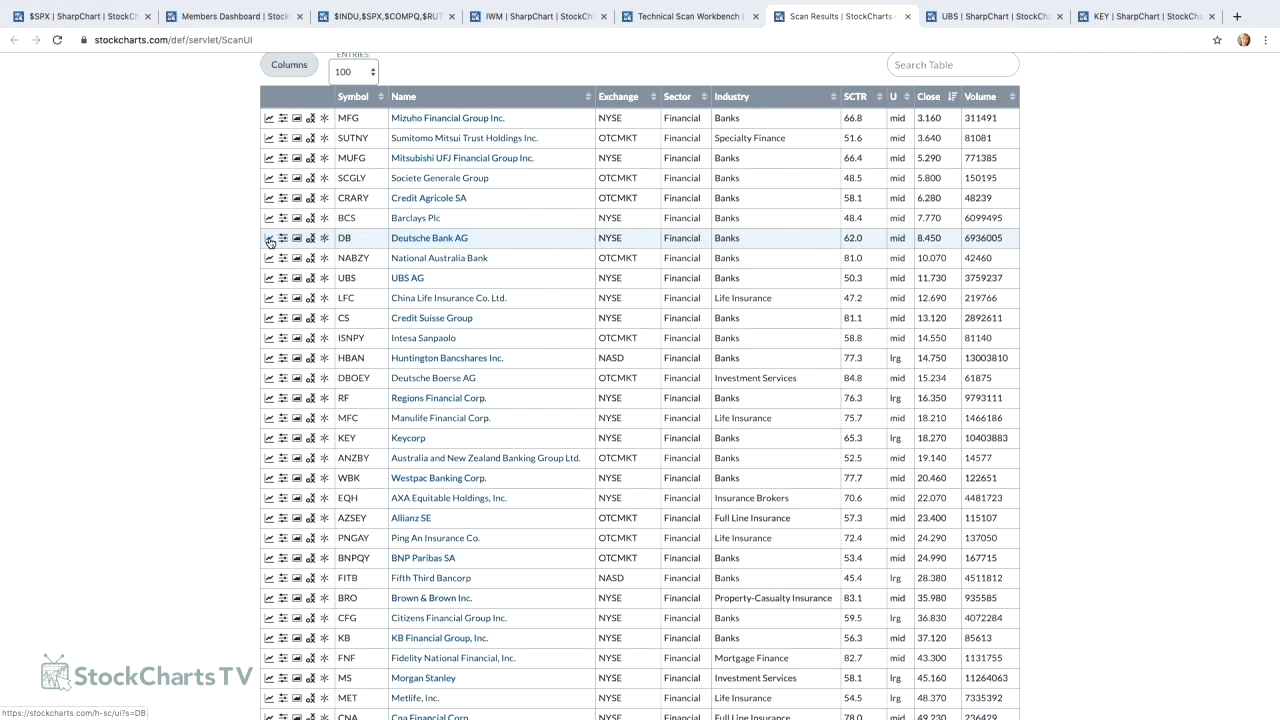 $SPX | SharpChart | StockCh
Members Dashboard | StockC
$INDU,$SPX,$COMPQ,$RUT
IWM | SharpChart | StockCh
Technical Scan Workbench |
Scan Results | StockCharts
UBS | SharpChart | StockCha
KEY | SharpChart | StockCha
stockcharts.com/def/servlet/ScanUI
Columns
ENTRIES:
100
Search Table
Symbol Name Exchange Sector Industry SCTR U Close Volume
MFG Mizuho Financial Group Inc. NYSE Financial Banks 66.8 mid 3.160 311491
SUTNY Sumitomo Mitsui Trust Holdings Inc. OTCMKT Financial Specialty Finance 51.6 mid 3.640 81081
MUFG Mitsubishi UFJ Financial Group Inc. NYSE Financial Banks 66.4 mid 5.290 771385
SCGLY Societe Generale Group OTCMKT Financial Banks 48.5 mid 5.800 150195
CRARY Credit Agricole SA OTCMKT Financial Banks 58.1 mid 6.280 48239
BCS Barclays Plc NYSE Financial Banks 48.4 mid 7.770 6099495
DB Deutsche Bank AG NYSE Financial Banks 62.0 mid 8.450 6936005
NABZY National Australia Bank OTCMKT Financial Banks 81.0 mid 10.070 42460
UBS UBS AG NYSE Financial Banks 50.3 mid 11.730 3759237
LFC China Life Insurance Co. Ltd. NYSE Financial Life Insurance 47.2 mid 12.690 219766
CS Credit Suisse Group NYSE Financial Banks 81.1 mid 13.120 2892611
ISNPY Intesa Sanpaolo OTCMKT Financial Banks 58.8 mid 14.550 81140
HBAN Huntington Bancshares Inc. NASD Financial Banks 77.3 lrg 14.750 13003810
DBOEY Deutsche Boerse AG OTCMKT Financial Investment Services 84.8 mid 15.234 61875
RF Regions Financial Corp. NYSE Financial Banks 76.3 lrg 16.350 9793111
MFC Manulife Financial Corp. NYSE Financial Life Insurance 75.7 mid 18.210 1466186
KEY Keycorp NYSE Financial Banks 65.3 lrg 18.270 10403883
ANZBY Australia and New Zealand Banking Group Ltd. OTCMKT Financial Banks 52.5 mid 19.140 14577
WBK Westpac Banking Corp. NYSE Financial Banks 77.7 mid 20.460 122651
EQH AXA Equitable Holdings, Inc. NYSE Financial Insurance Brokers 70.6 mid 22.070 4481723
AZSEY Allianz SE OTCMKT Financial Full Line Insurance 57.3 mid 23.400 115107
PNGAY Ping An Insurance Co. OTCMKT Financial Life Insurance 72.4 mid 24.290 137050
BNPQY BNP Paribas SA OTCMKT Financial Banks 53.4 mid 24.990 167715
FITB Fifth Third Bancorp NASD Financial Banks 45.4 lrg 28.380 4511812
BRO Brown & Brown Inc. NYSE Financial Property-Casualty Insurance 83.1 mid 35.980 935585
CFG Citizens Financial Group Inc. NYSE Financial Banks 59.5 lrg 36.830 4072284
KB KB Financial Group, Inc. NYSE Financial Banks 56.3 mid 37.120 85613
FNF Fidelity National Financial, Inc. NYSE Financial Mortgage Finance 82.7 mid 43.300 1131755
MS Morgan Stanley NYSE Financial Investment Services 58.1 lrg 45.160 11264063
MET Metlife, Inc. NYSE Financial Life Insurance 54.5 lrg 48.370 7335392
CNA Cna Financial Corp. NYSE Financial 78.0 mid 49.230 236429
StockChartsTV
https://stockcharts.com/h-sc/ui?s=DB